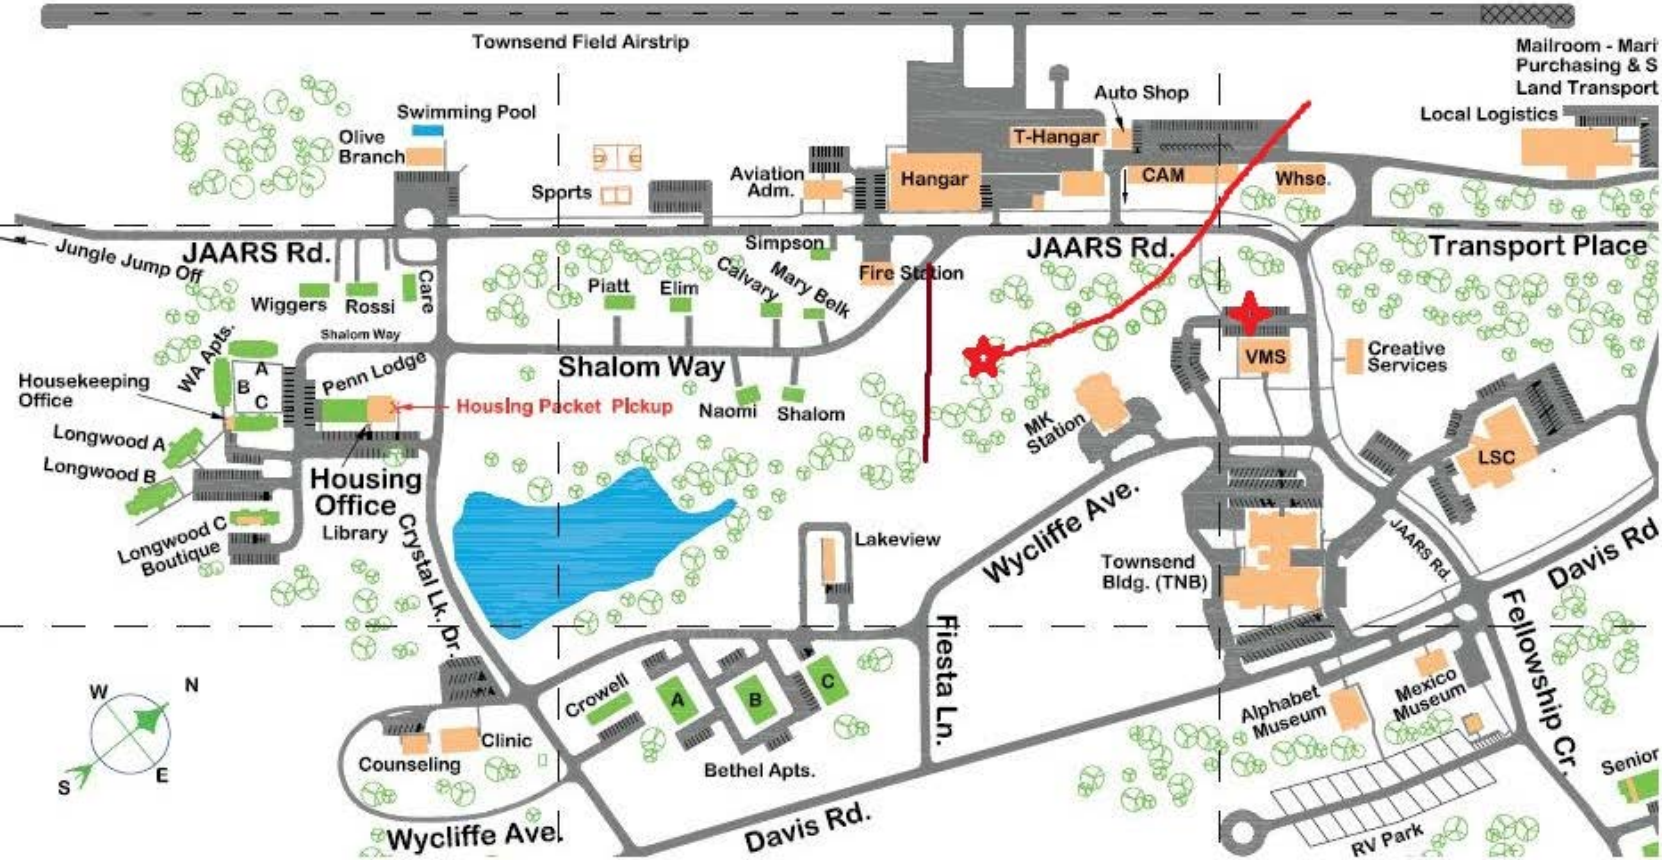 Townsend Field Airstrip
Mailroom - Mari
Purchasing & S
Land Transport
Local Logistics
Auto Shop
T-Hangar
Swimming Pool
Olive
Branch
Sports
Aviation
Adm.
Hangar
CAM
Whse.
Jungle Jump Off
JAARS Rd.
Simpson
Fire Station
JAARS Rd.
Transport Place
Wiggers
Rossi
Care
Piatt
Elim
Calvary
Mary Belk
Shalom Way
Shalom Way
WA Apts.
A
B
C
Penn Lodge
Housekeeping
Office
Housing Packet Pickup
Naomi
Shalom
VMS
Creative
Services
MK
Station
LSC
Longwood A
Longwood B
Longwood C
Boutique
Housing
Office
Library
Crystal Lk. Dr.
Lakeview
Wycliffe Ave.
Townsend
Bldg. (TNB)
JAARS Rd.
Davis Rd
Fiesta Ln.
Fellowship Cr.
Crowell
A
B
C
Bethel Apts.
Alphabet
Museum
Mexico
Museum
W
N
S
E
Clinic
Counseling
Wycliffe Ave.
Davis Rd.
RV Park
Senior